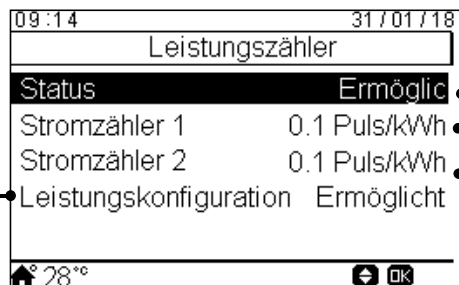 09:14 31/01/18
Leistungszähler
Status Ermöglic
Stromzähler 1 0.1 Puls/kWh
Stromzähler 2 0.1 Puls/kWh
Leistungskonfiguration Ermöglicht
28°° OK